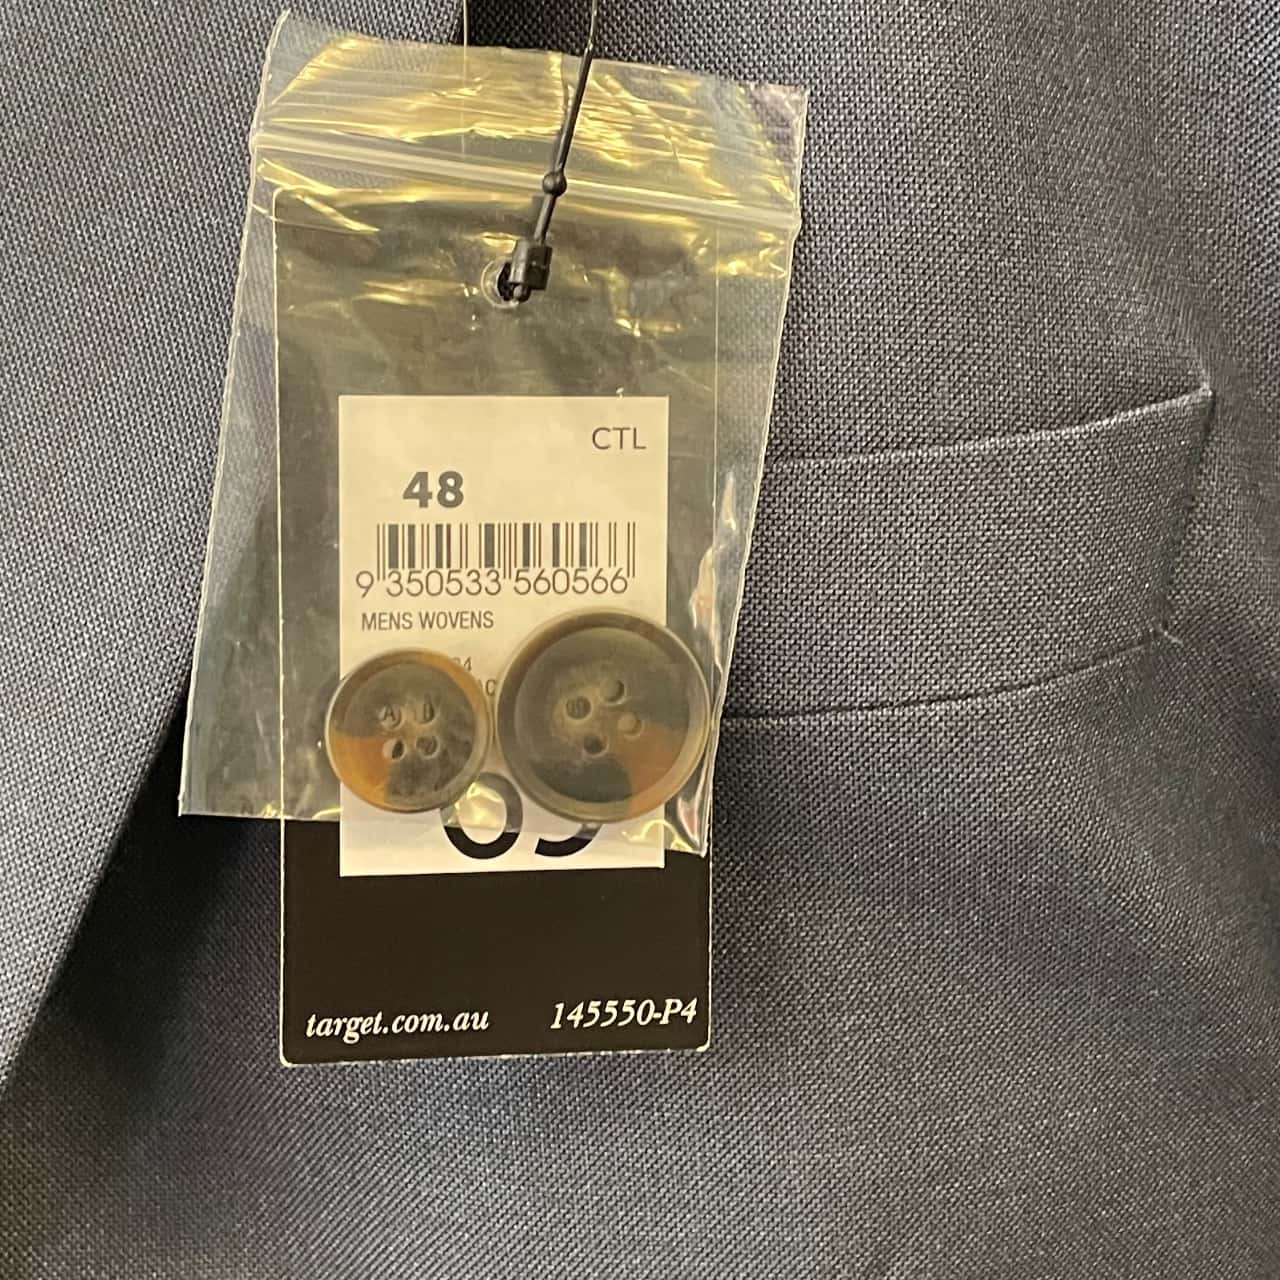 CTL
48
9 350533 560566
MENS WOVENS
target.com.au 145550-P4